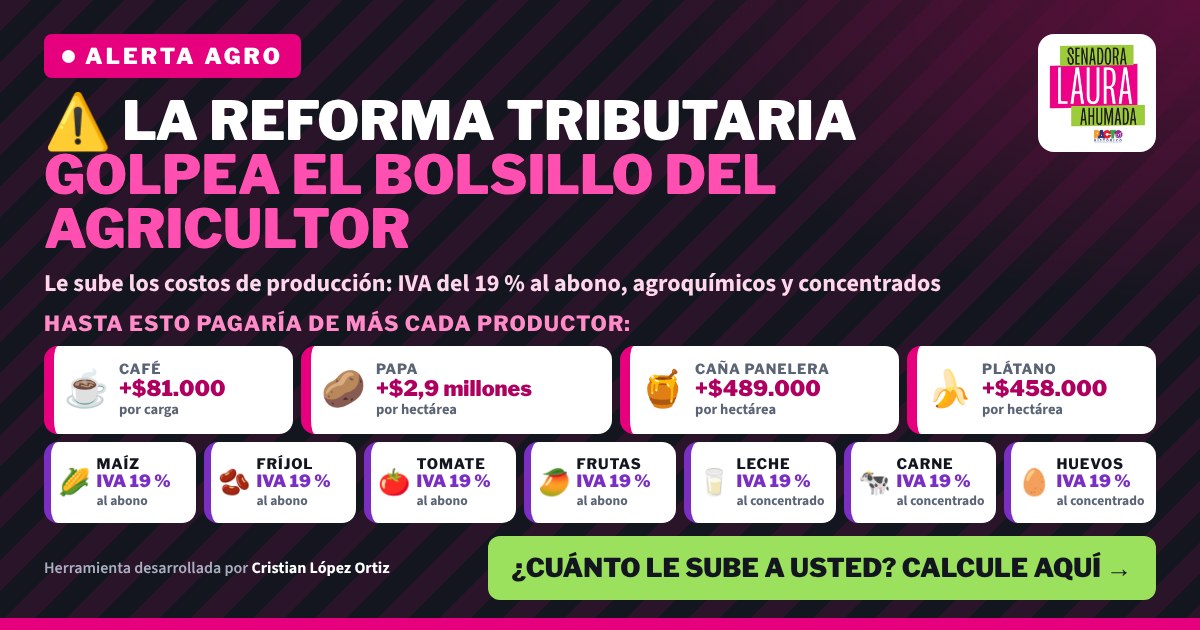 ALERTA AGRO
SENADORA
LAURA
AHUMADA
PACTO
HISTÓRICO
⚠️ LA REFORMA TRIBUTARIA
GOLPEA EL BOLSILLO DEL
AGRICULTOR
Le sube los costos de producción: IVA del 19 % al abono, agroquímicos y concentrados
HASTA ESTO PAGARÍA DE MÁS CADA PRODUCTOR:
CAFÉ
+$81.000
por carga
PAPA
+$2,9 millones
por hectárea
CAÑA PANELERA
+$489.000
por hectárea
PLÁTANO
+$458.000
por hectárea
MAÍZ
IVA 19 %
al abono
FRÍJOL
IVA 19 %
al abono
TOMATE
IVA 19 %
al abono
FRUTAS
IVA 19 %
al abono
LECHE
IVA 19 %
al concentrado
CARNE
IVA 19 %
al concentrado
HUEVOS
IVA 19 %
al concentrado
Herramienta desarrollada por Cristian López Ortiz
¿CUÁNTO LE SUBE A USTED? CALCULE AQUÍ →